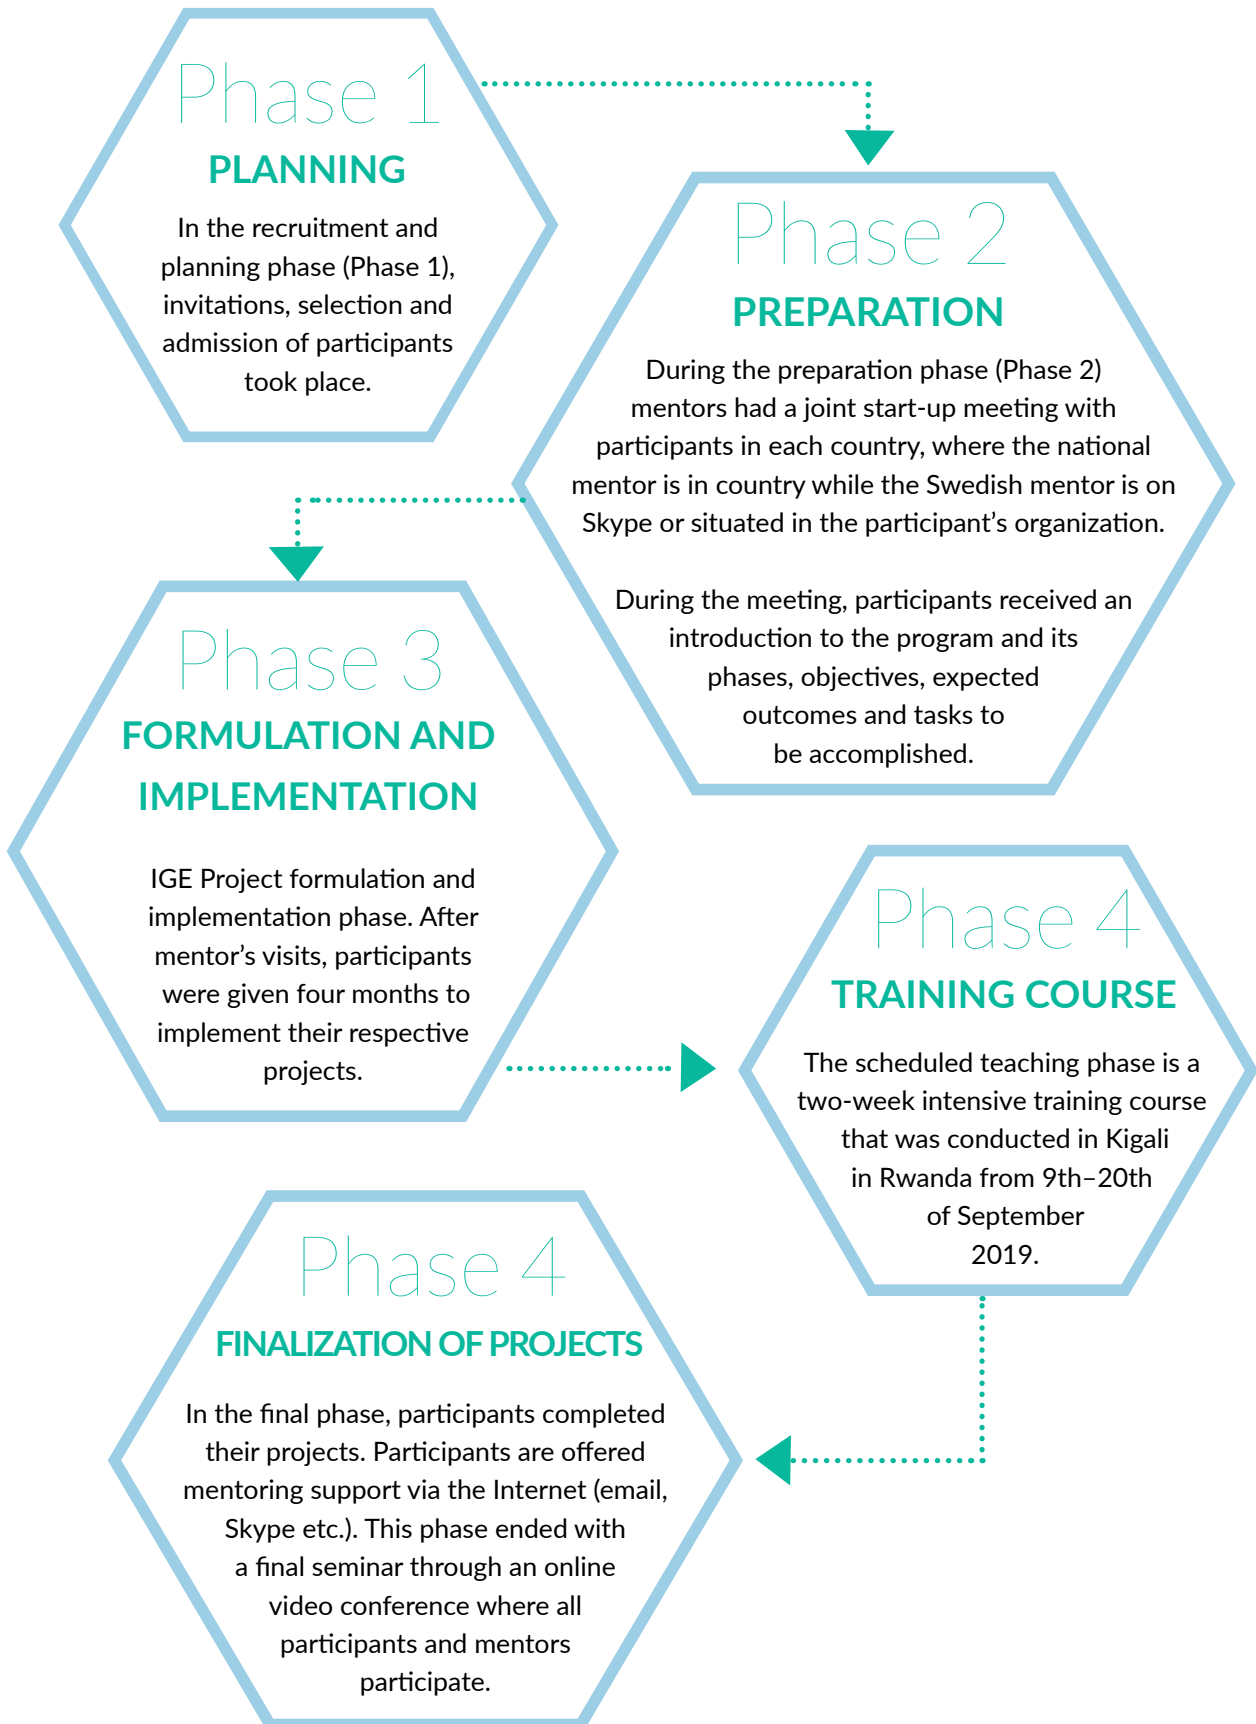 Phase 1
PLANNING
In the recruitment and
planning phase (Phase 1),
invitations, selection and
admission of participants
took place.
Phase 2
PREPARATION
During the preparation phase (Phase 2)
mentors had a joint start-up meeting with
participants in each country, where the national
mentor is in country while the Swedish mentor is on
Skype or situated in the participant’s organization.
During the meeting, participants received an
introduction to the program and its
phases, objectives, expected
outcomes and tasks to
be accomplished.
Phase 3
FORMULATION AND
IMPLEMENTATION
IGE Project formulation and
implementation phase. After
mentor’s visits, participants
were given four months to
implement their respective
projects.
Phase 4
TRAINING COURSE
The scheduled teaching phase is a
two-week intensive training course
that was conducted in Kigali
in Rwanda from 9th–20th
of September
2019.
Phase 4
FINALIZATION OF PROJECTS
In the final phase, participants completed
their projects. Participants are offered
mentoring support via the Internet (email,
Skype etc.). This phase ended with
a final seminar through an online
video conference where all
participants and mentors
participate.